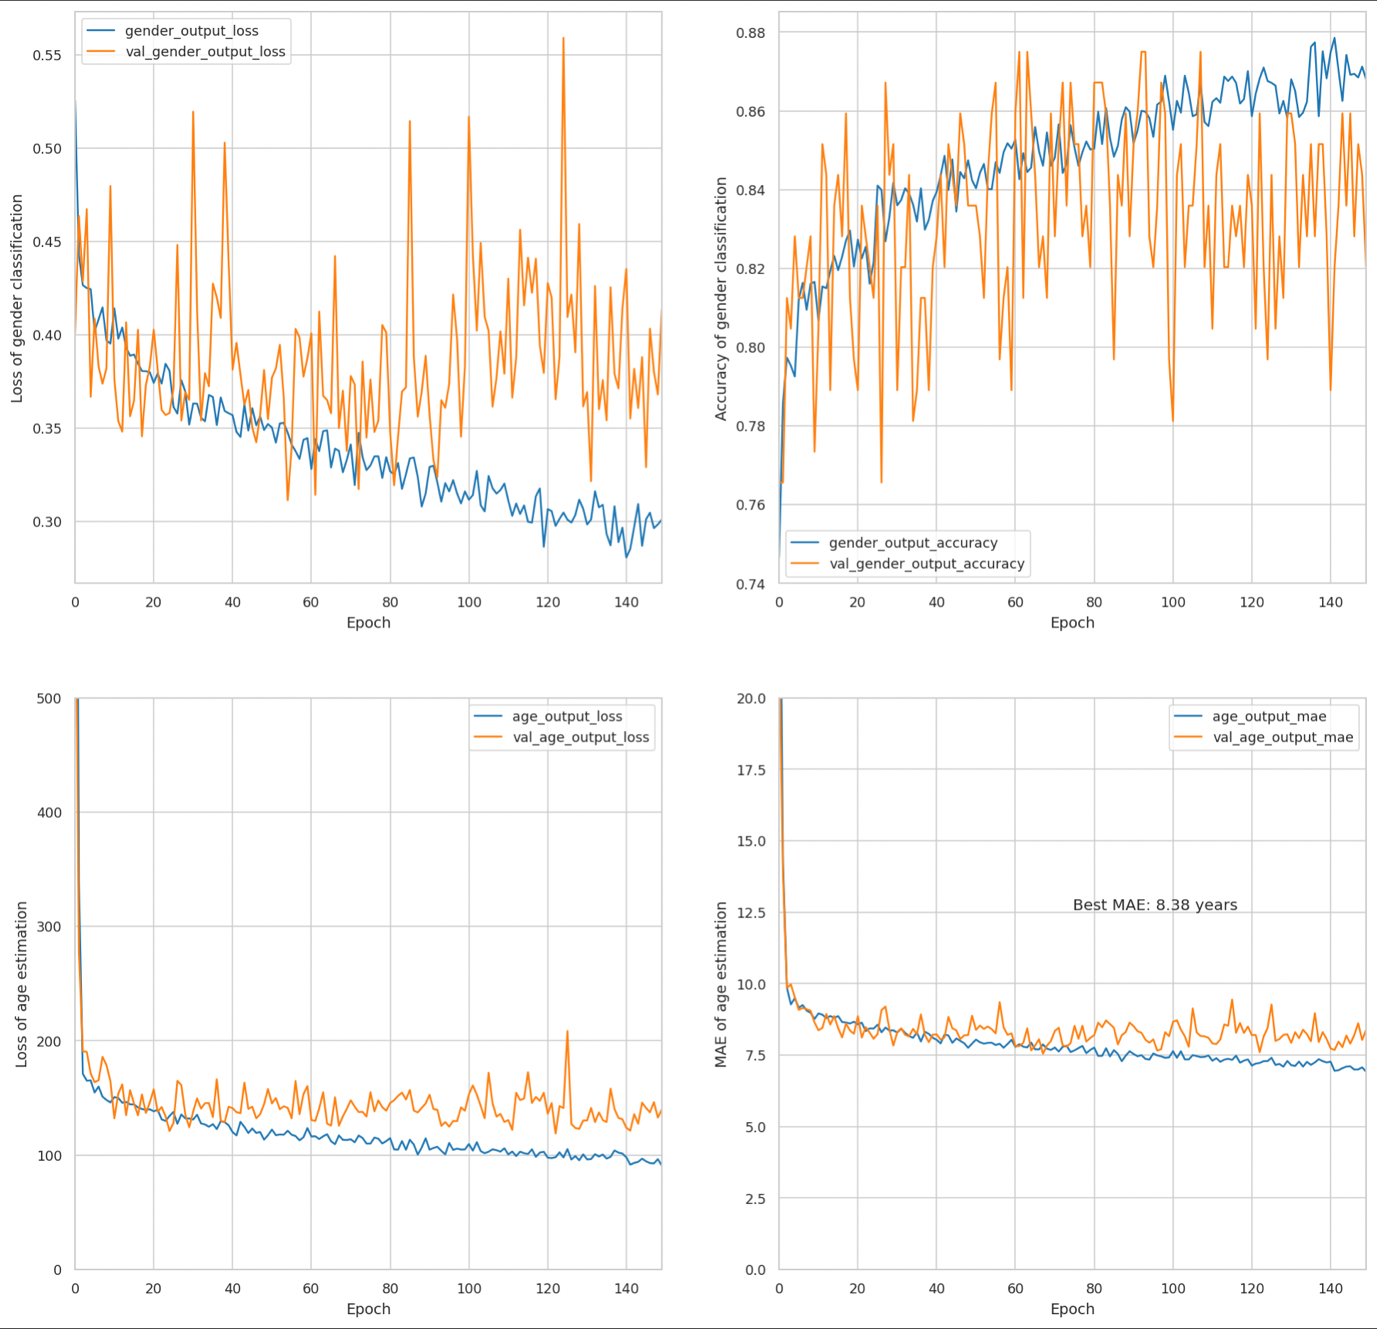 gender_output_loss
val_gender_output_loss
0.55
0.50
0.45
0.40
0.35
0.30
Loss of gender classification
0 20 40 60 80 100 120 140
Epoch
0.88
0.86
0.84
0.82
0.80
0.78
0.76
0.74
Accuracy of gender classification
gender_output_accuracy
val_gender_output_accuracy
0 20 40 60 80 100 120 140
Epoch
500
400
300
200
100
0
Loss of age estimation
age_output_loss
val_age_output_loss
0 20 40 60 80 100 120 140
Epoch
20.0
17.5
15.0
12.5
10.0
7.5
5.0
2.5
0.0
MAE of age estimation
age_output_mae
val_age_output_mae
Best MAE: 8.38 years
0 20 40 60 80 100 120 140
Epoch